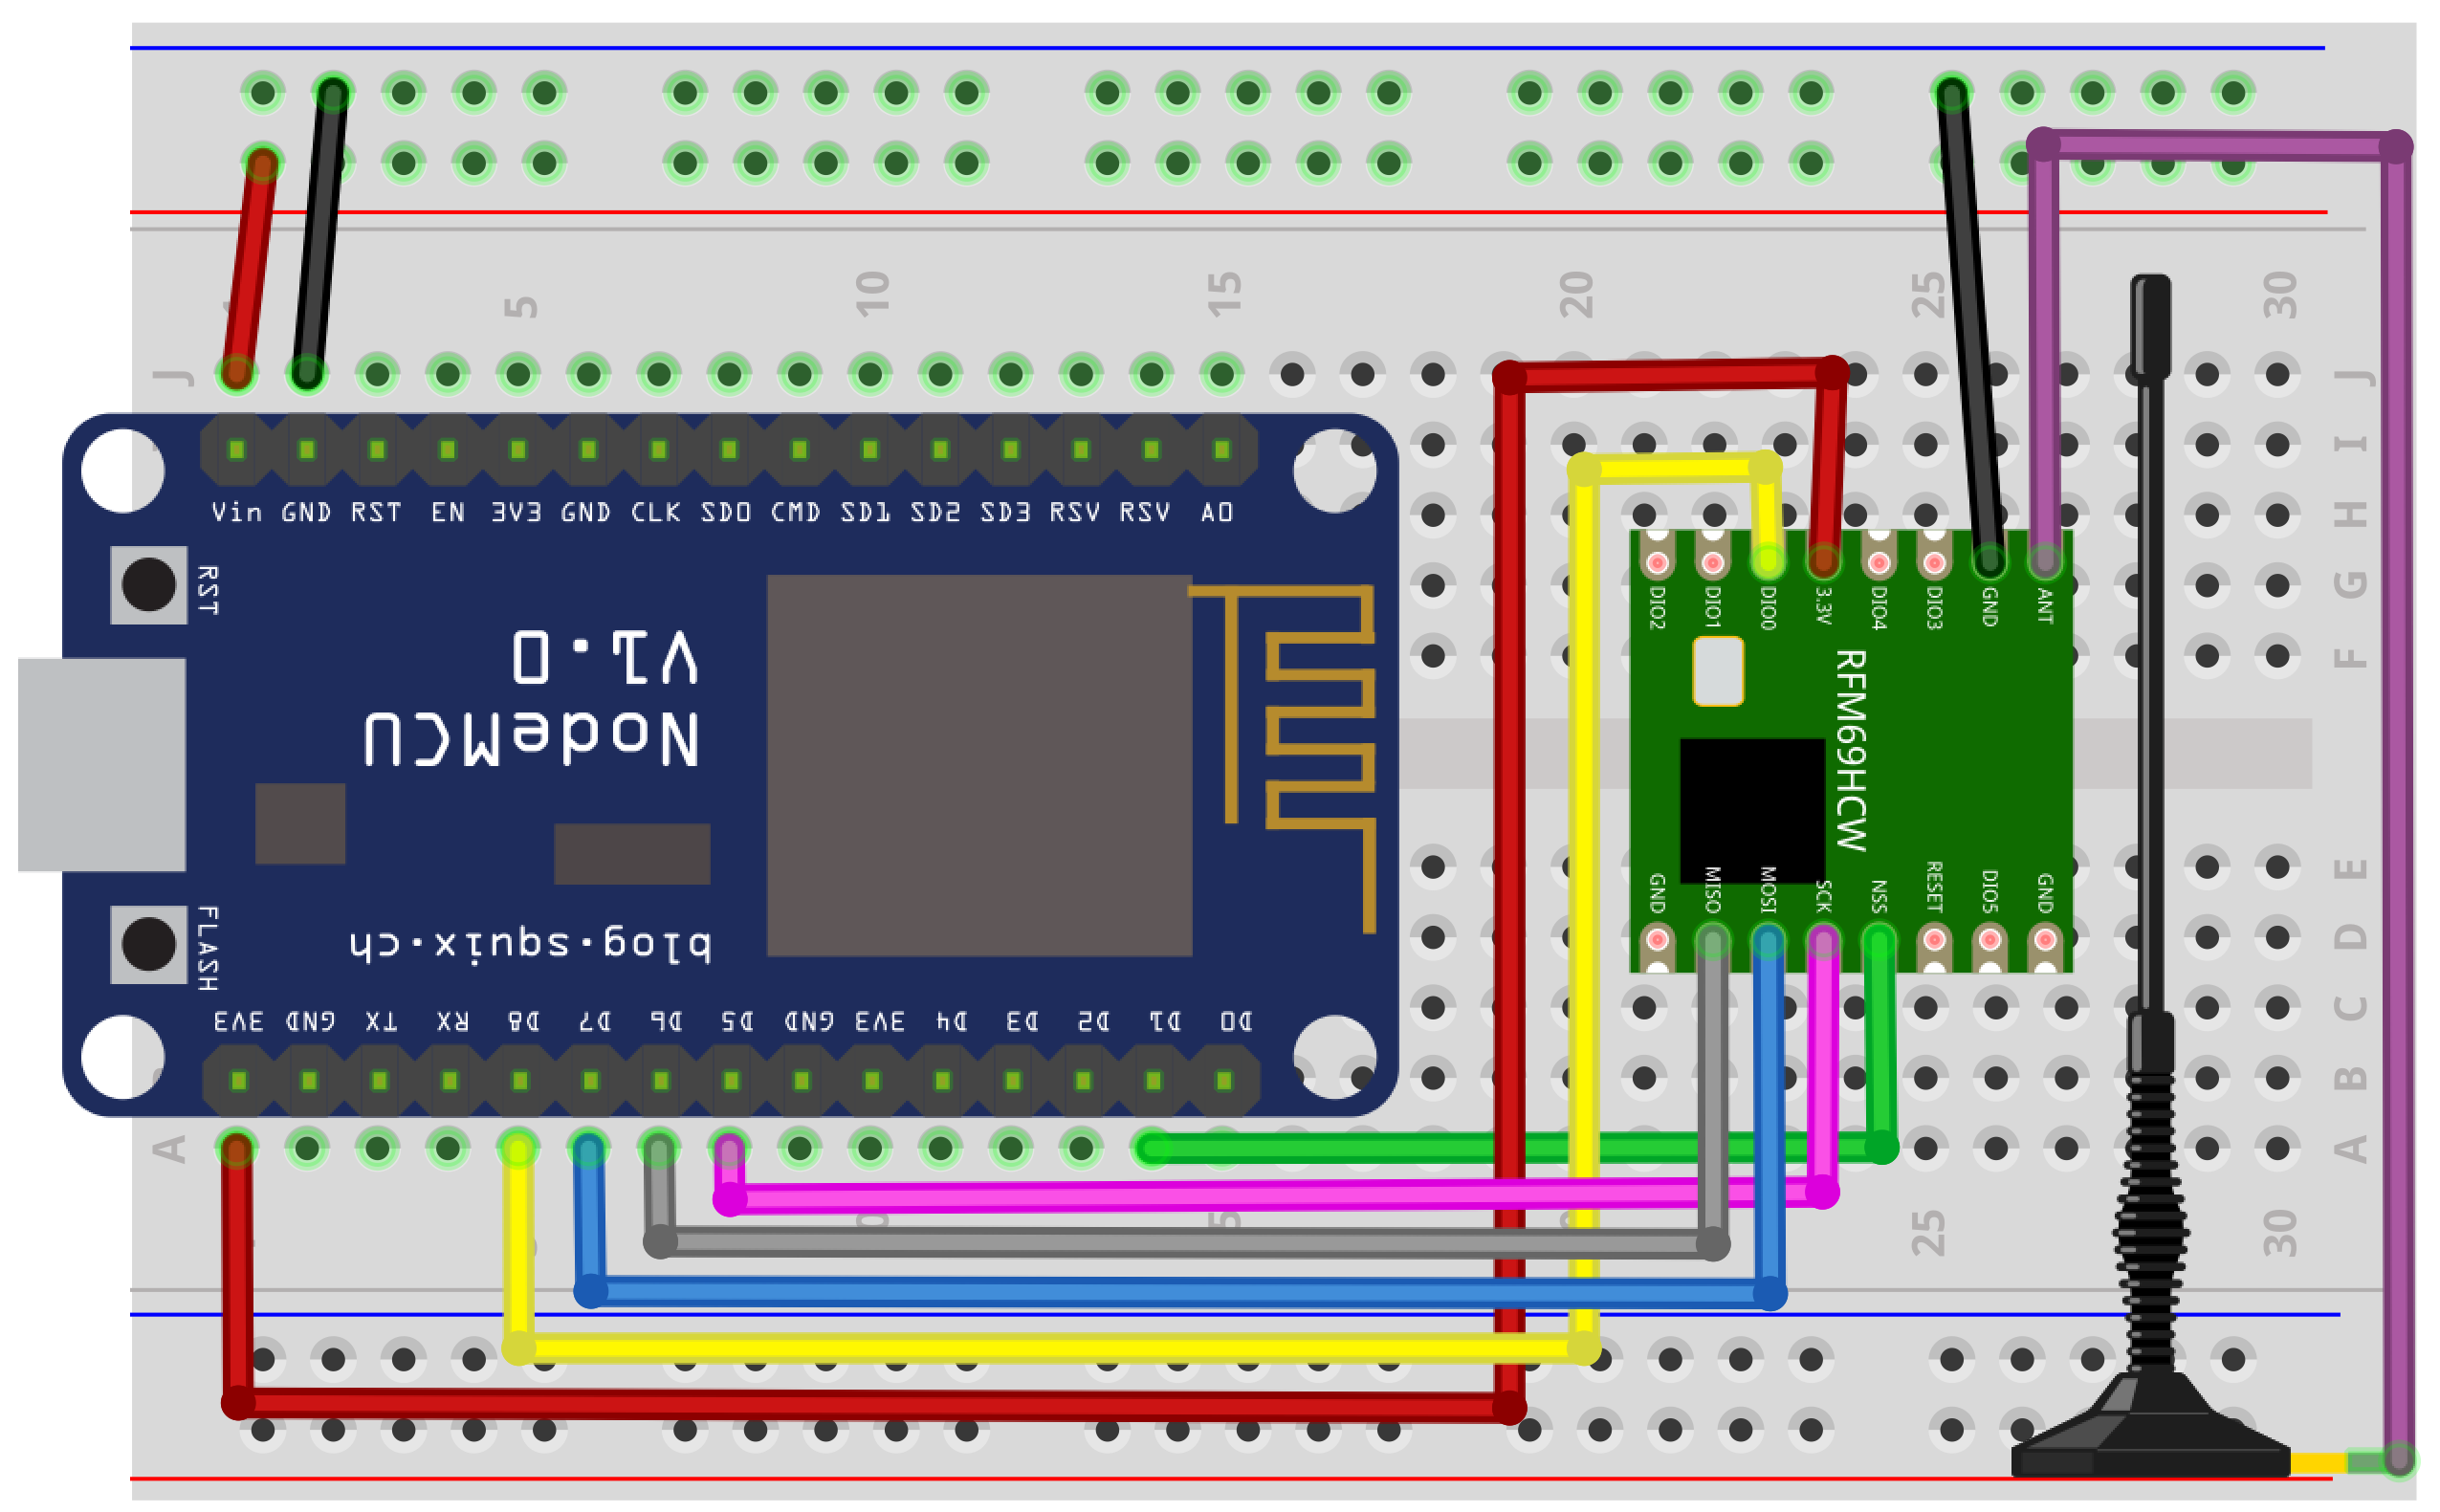 5 10 15 20 25 30
J J
I
H
G
F
E
D
C
B
A A
Vin GND RST EN 3V3 GND CLK SD0 CMD SD1 SD2 SD3 RSV RSV A0
RST
V1.0
NodeMCU
blog.squix.ch
FLASH
3V3 GND TX RX D8 D7 D6 D5 GND 3V3 D4 D3 D2 D1 D0
DIO2 DIO1 DIO0 3.3V DIO4 DIO3 GND ANT
RFM69HCW
GND MISO MOSI SCK NSS RESET DIO5 GND
25 30